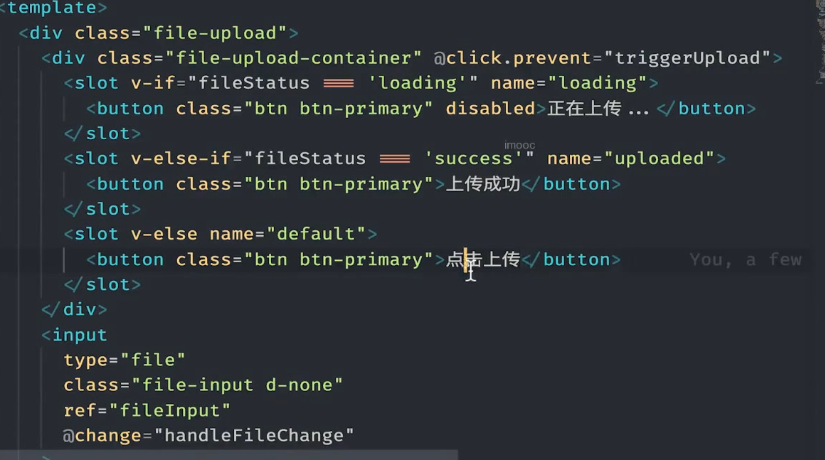 <template>
<div class="file-upload">
<div class="file-upload-container" @click.prevent="triggerUpload">
<slot v-if="fileStatus === 'loading'" name="loading">
<button class="btn btn-primary" disabled>正在上传...</button>
</slot>
imooc
<slot v-else-if="fileStatus === 'success'" name="uploaded">
<button class="btn btn-primary">上传成功</button>
</slot>
<slot v-else name="default">
<button class="btn btn-primary">点击上传</button> You, a few
</slot>
</div>
<input
type="file"
class="file-input d-none"
ref="fileInput"
@change="handleFileChange"
>